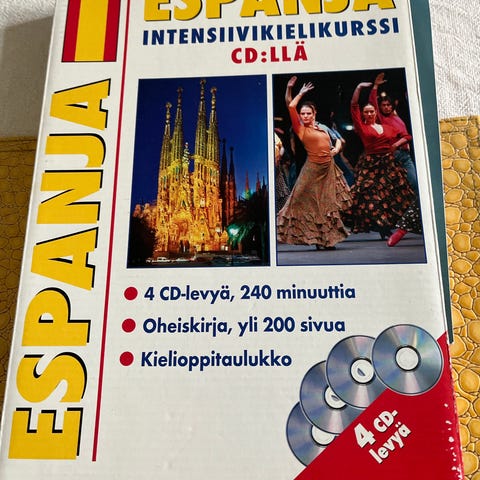 ESPANJA
INTENSIIVIKIELIKURSSI
CD:LLÄ
ESPANJA
• 4 CD-levyä, 240 minuuttia
• Oheiskirja, yli 200 sivua
• Kielioppitaulukko
4 CD-
levyä